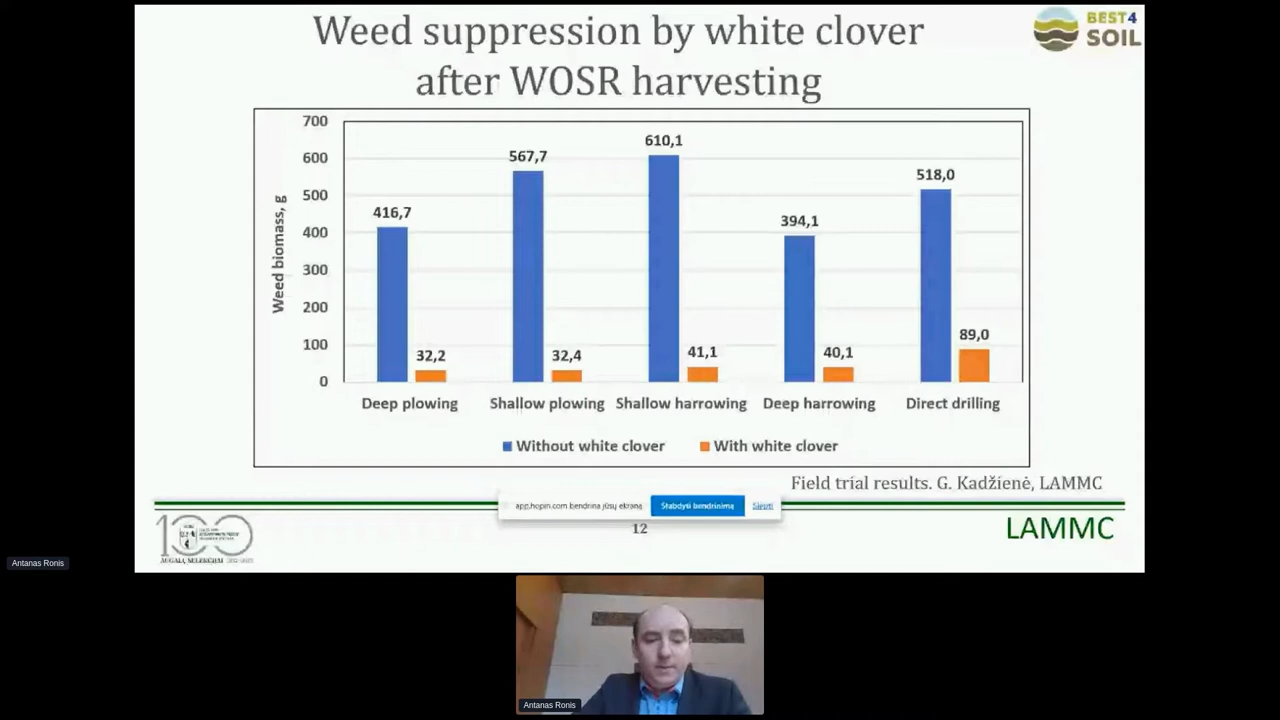 Weed suppression by white clover
after WOSR harvesting
BEST4
SOIL
700
600
500
400
300
200
100
0
Weed biomass, g
416,7
32,2
567,7
32,4
610,1
41,1
394,1
40,1
518,0
89,0
Deep plowing
Shallow plowing
Shallow harrowing
Deep harrowing
Direct drilling
Without white clover
With white clover
Field trial results. G. Kadžienė, LAMMC
app.hopin.com bendrina jūsų ekraną
Stabdyti bendrinimą
Slėpti
12
LAMMC
100
AUGALŲ SELEKCIJAI
Antanas Ronis
Antanas Ronis